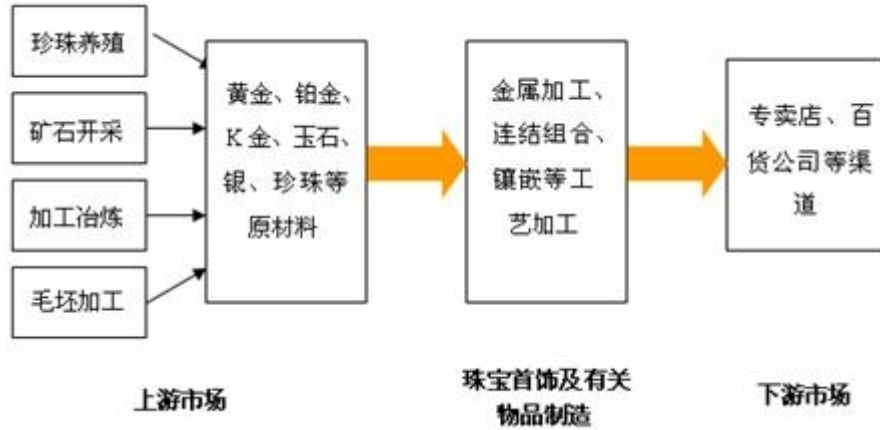 珍珠养殖
矿石开采
加工冶炼
毛坯加工
黄金、铂金、
K金、玉石、
银、珍珠等
原材料
金属加工、
连结组合、
镶嵌等工
艺加工
专卖店、百
货公司等渠
道
上游市场
珠宝首饰及有关
物品制造
下游市场